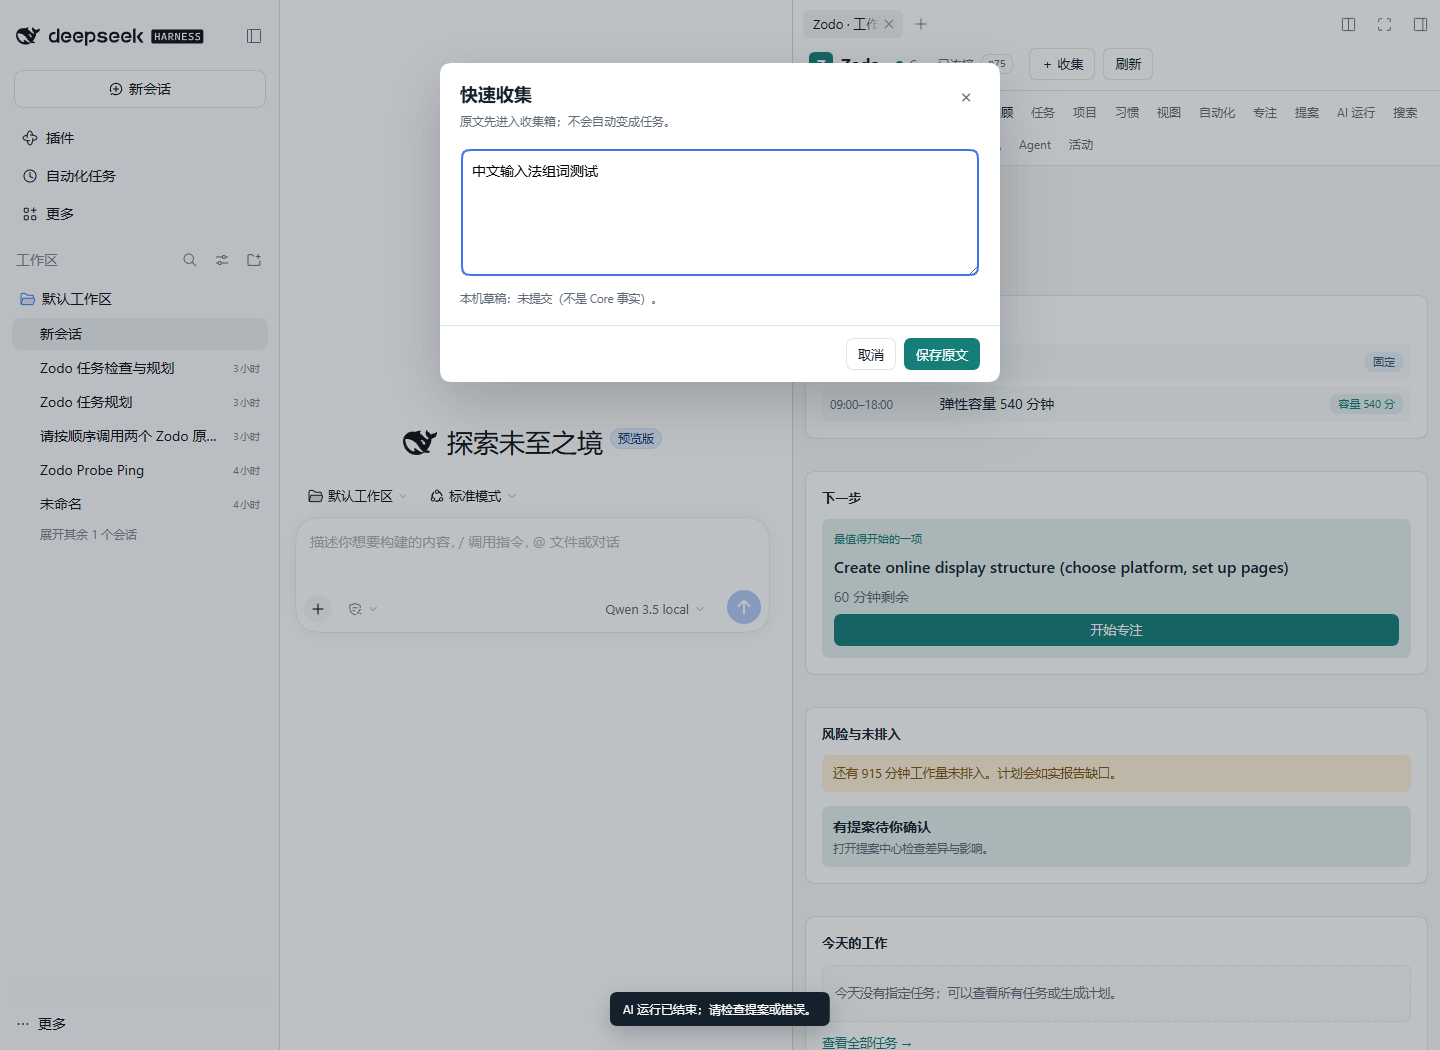 deepseek HARNESS
新会话
插件
自动化任务
更多
工作区
默认工作区
新会话
Zodo 任务检查与规划 3 小时
Zodo 任务规划 3 小时
请按顺序调用两个 Zodo 原... 3 小时
Zodo Probe Ping 4 小时
未命名 4 小时
展开其余 1 个会话
更多
快速收集
原文先进入收集箱；不会自动变成任务。
中文输入法组词测试
本机草稿：未提交（不是 Core 事实）。
取消
保存原文
探索未至之境 预览版
默认工作区 标准模式
描述你想要构建的内容, / 调用指令, @ 文件或对话
Qwen 3.5 local
Zodo · 工作
+ 收集
刷新
顾 任务 项目 习惯 视图 自动化 专注 提案 AI 运行 搜索
Agent 活动
固定
09:00–18:00 弹性容量 540 分钟 容量 540 分
下一步
最值得开始的一项
Create online display structure (choose platform, set up pages)
60 分钟剩余
开始专注
风险与未排入
还有 915 分钟工作量未排入。计划会如实报告缺口。
有提案待你确认
打开提案中心检查差异与影响。
今天的工作
今天没有指定任务；可以查看所有任务或生成计划。
查看全部任务 →
AI 运行已结束；请检查提案或错误。